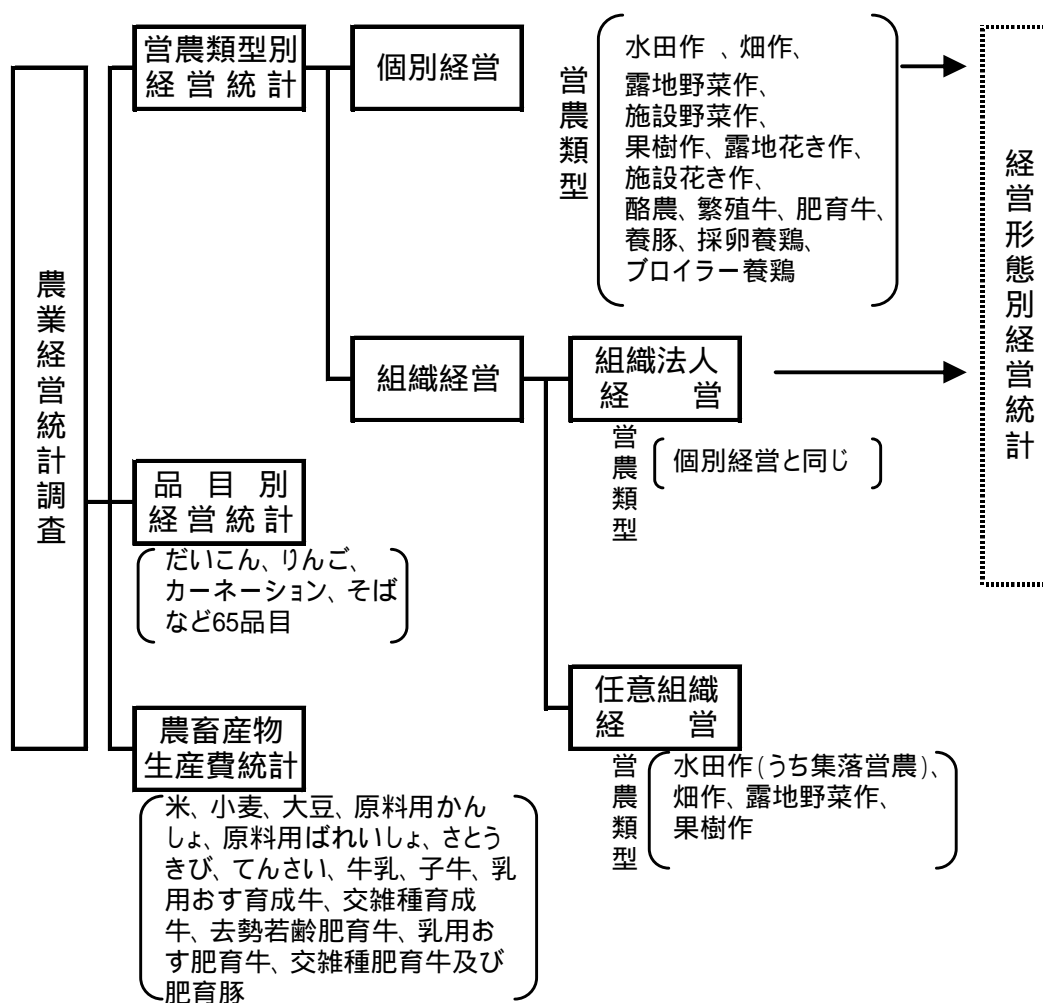 農業経営統計調査
営農類型別
経営統計
個別経営
営農類型
水田作 、畑作、
露地野菜作、
施設野菜作、
果樹作、露地花き作、
施設花き作、
酪農、繁殖牛、肥育牛、
養豚、採卵養鶏、
ブロイラー養鶏
経営形態別経営統計
組織経営
組織法人
経 営
営農類型
個別経営と同じ
品 目 別
経営統計
だいこん、りんご、
カーネーション、そば
など65品目
任意組織
経 営
営農類型
水田作(うち集落営農)、
畑作、露地野菜作、
果樹作
農畜産物
生産費統計
米、小麦、大豆、原料用かん
しょ、原料用ばれいしょ、さとう
きび、てんさい、牛乳、子牛、乳
用おす育成牛、交雑種育成
牛、去勢若齢肥育牛、乳用お
す肥育牛、交雑種肥育牛及び
肥育豚